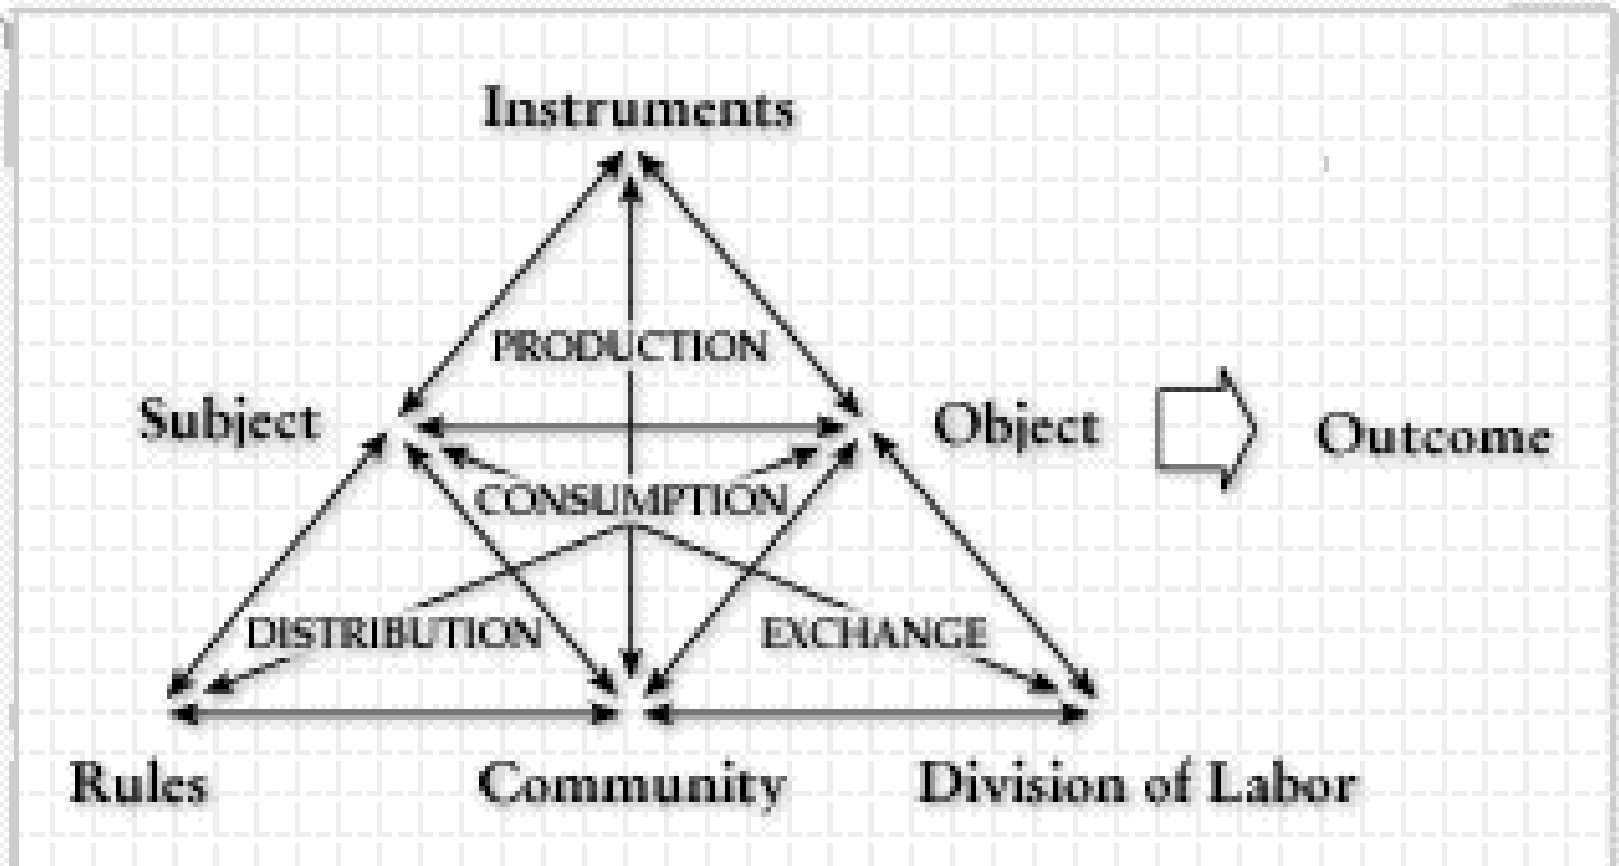 Instruments
PRODUCTION
Subject
Object
Outcome
CONSUMPTION
DISTRIBUTION
EXCHANGE
Rules
Community
Division of Labor